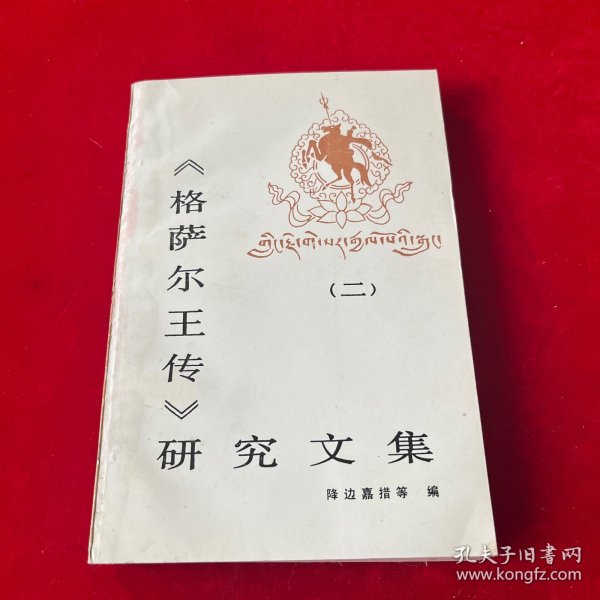 《格萨尔王传》
(二)
研究文集
降边嘉措等 编
孔夫子旧书网
www.kongfz.com